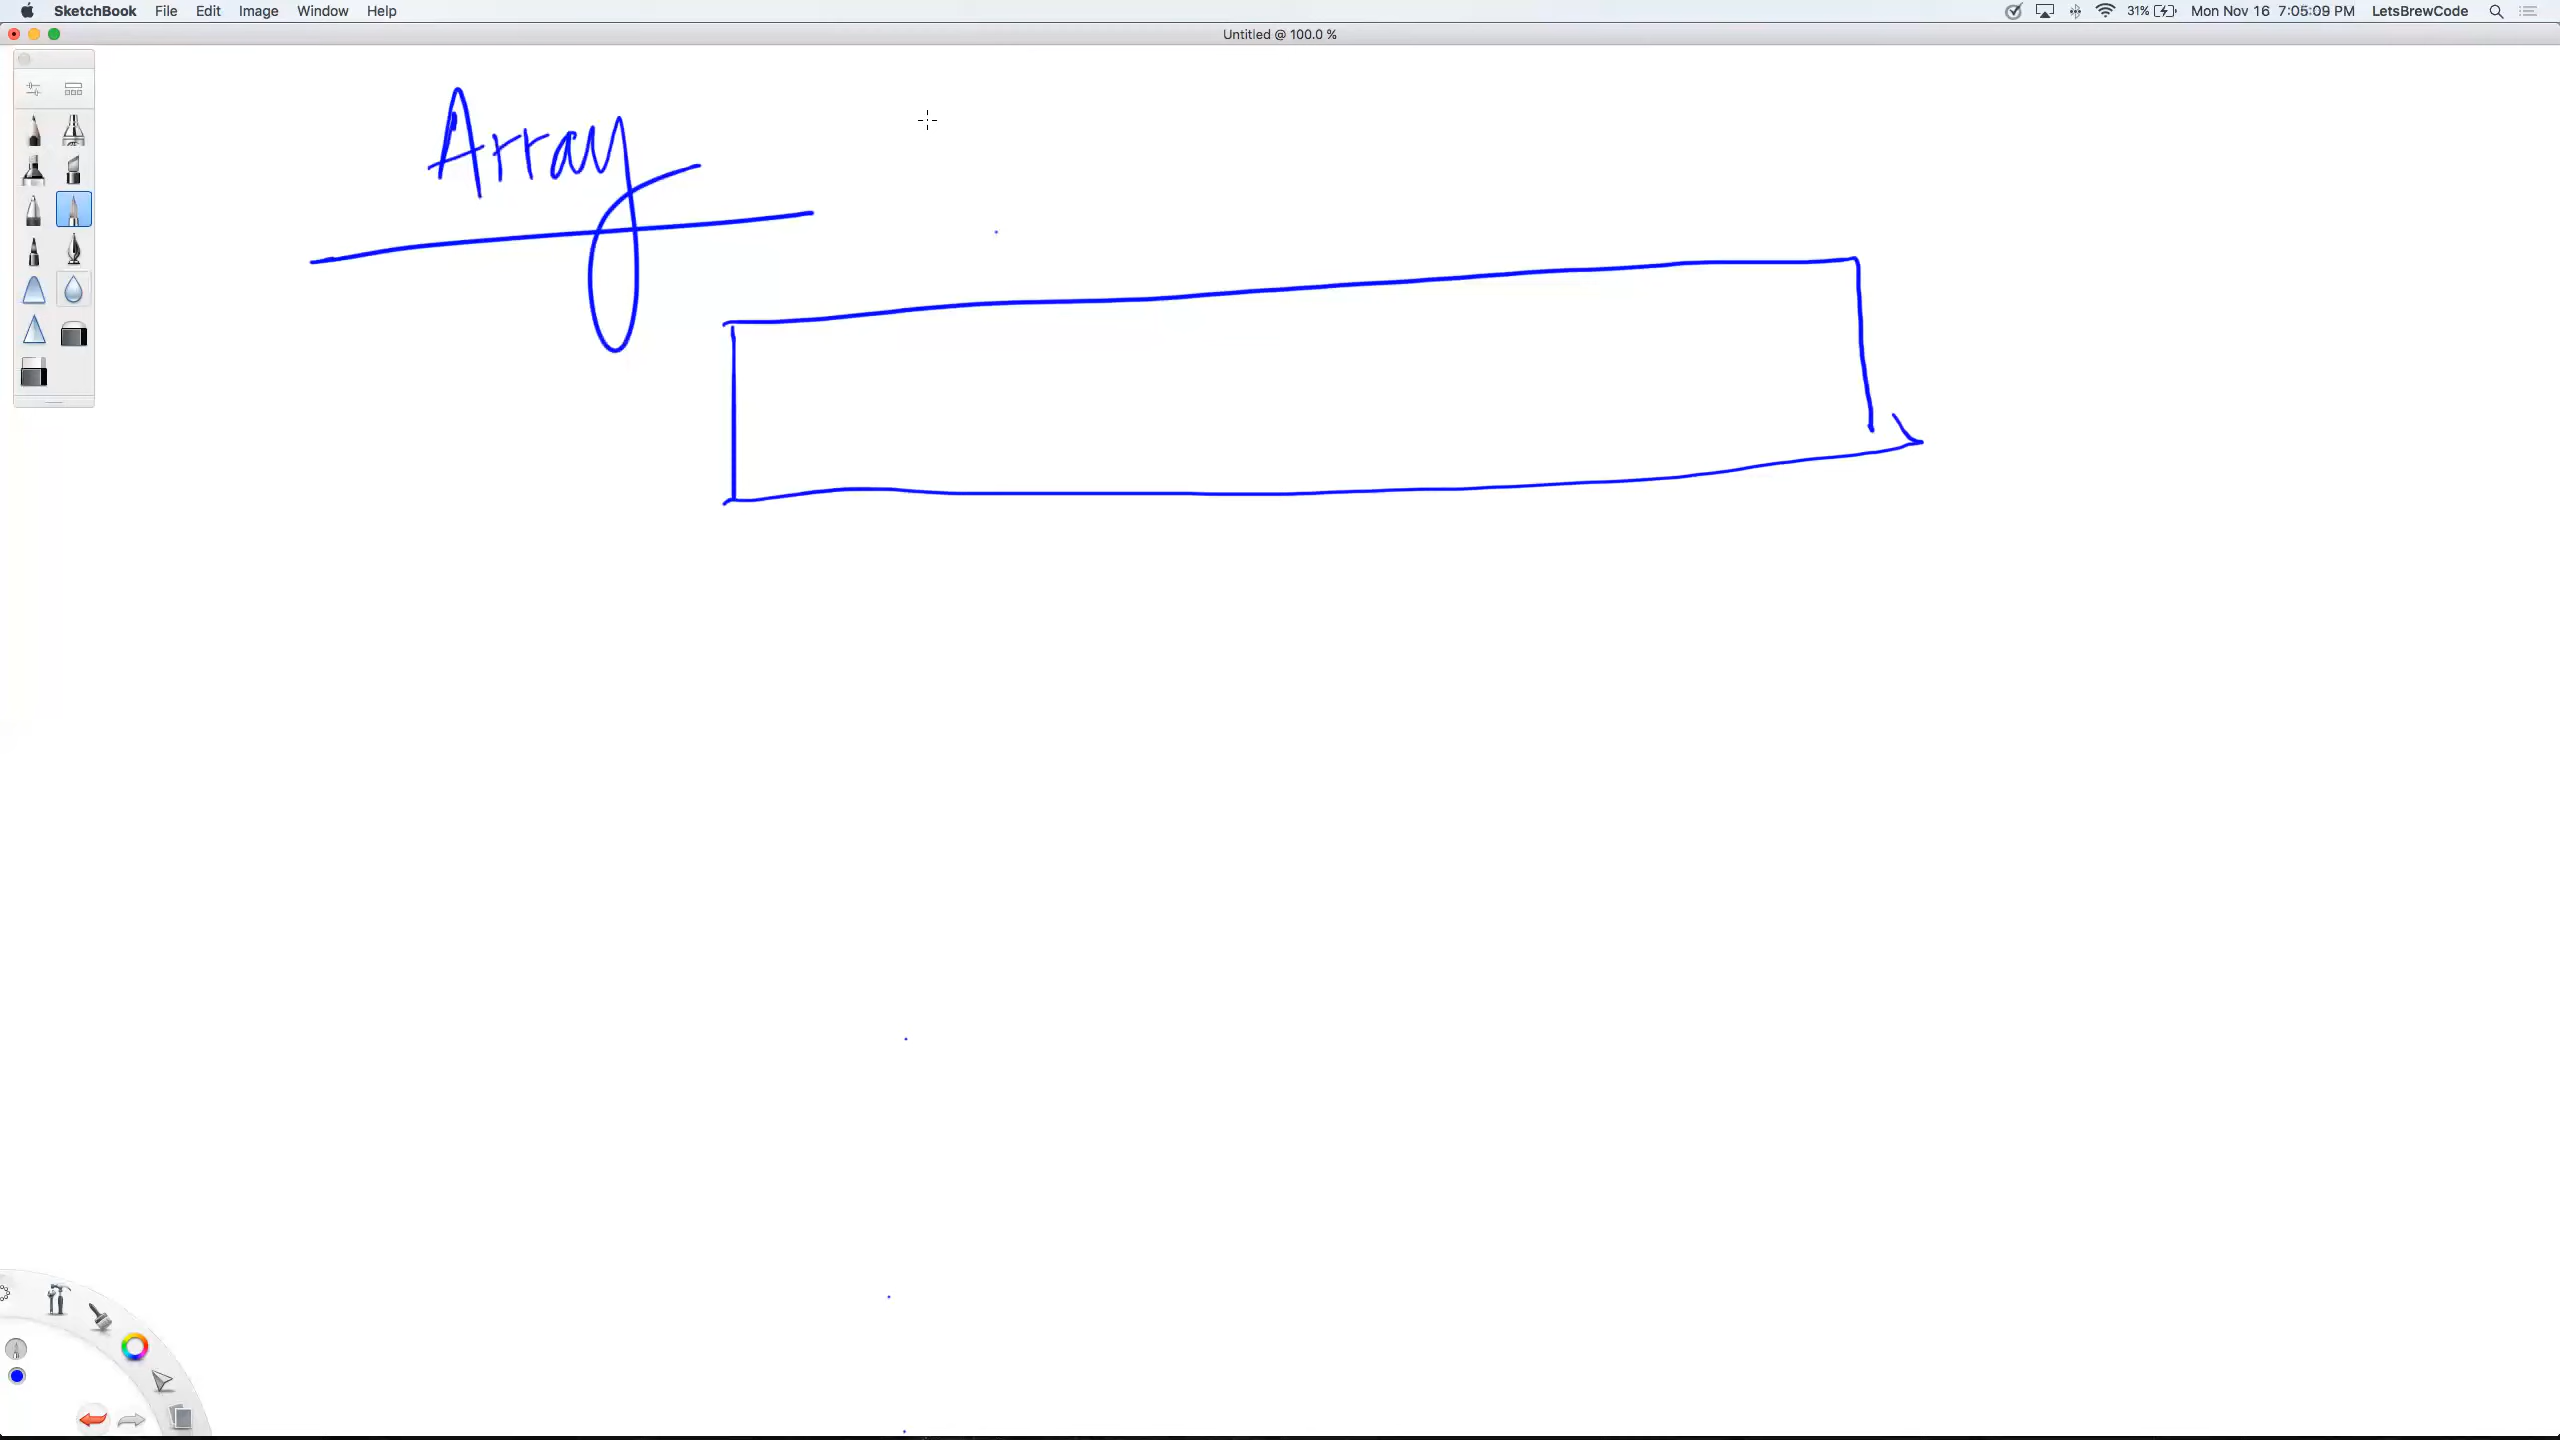 SketchBook File Edit Image Window Help 31% Mon Nov 16 7:05:09 PM LetsBrewCode
Untitled @ 100.0 %
Array